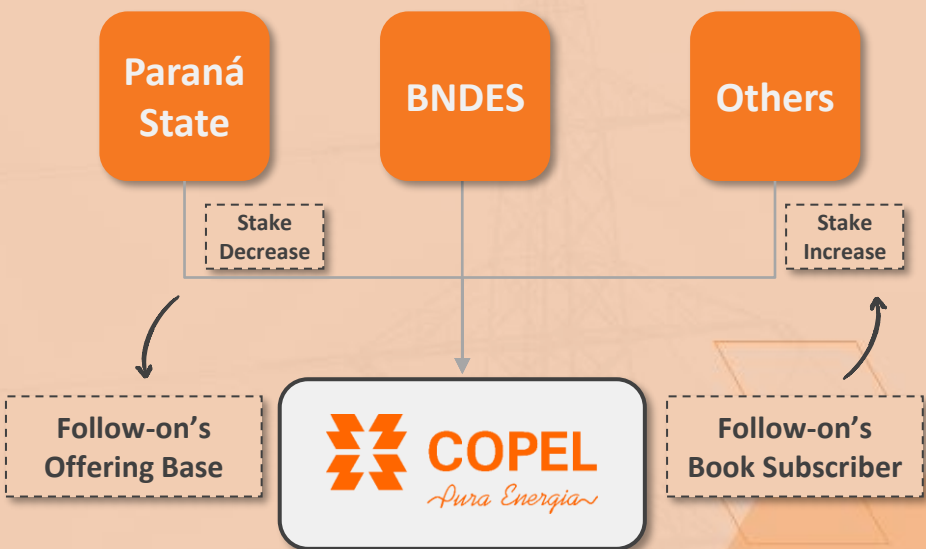 Paraná
State
BNDES
Others
Stake
Decrease
Stake
Increase
Follow-on’s
Offering Base
COPEL
Pura Energia
Follow-on’s
Book Subscriber